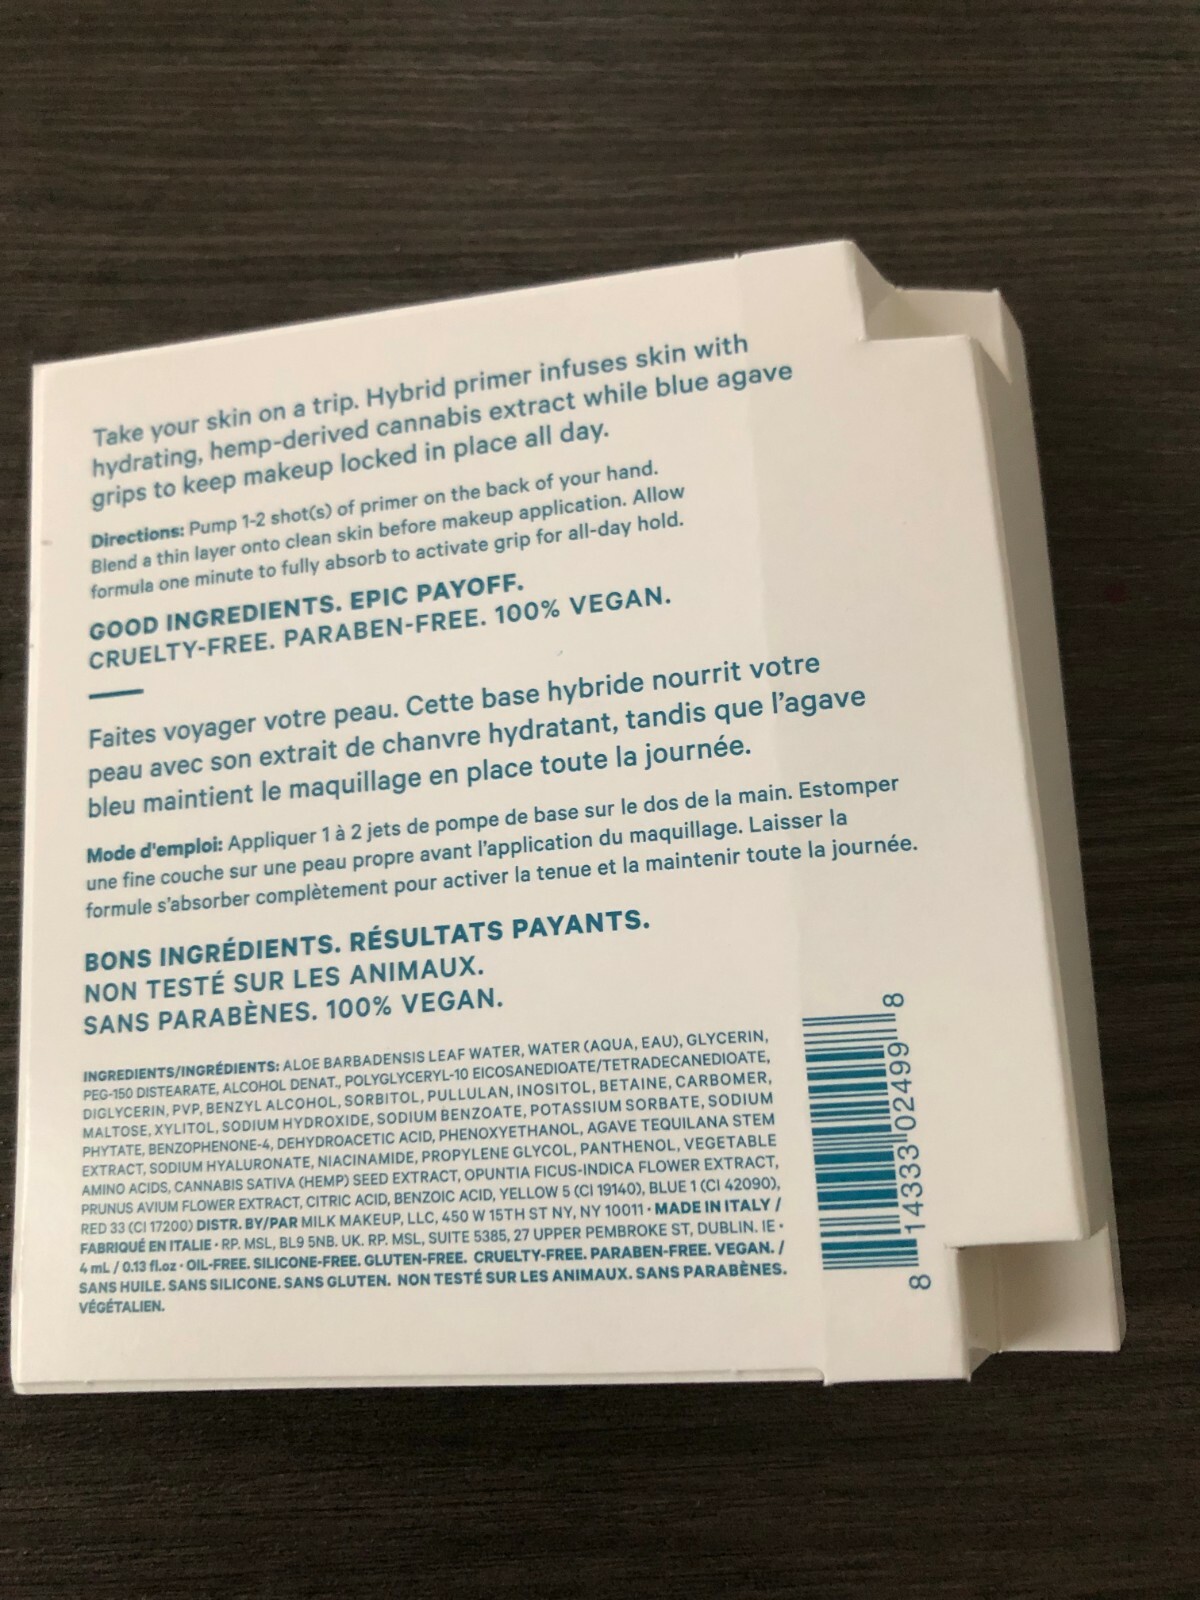 Take your skin on a trip. Hybrid primer infuses skin with
hydrating, hemp-derived cannabis extract while blue agave
grips to keep makeup locked in place all day.
Directions: Pump 1-2 shot(s) of primer on the back of your hand.
Blend a thin layer onto clean skin before makeup application. Allow
formula one minute to fully absorb to activate grip for all-day hold.
GOOD INGREDIENTS. EPIC PAYOFF.
CRUELTY-FREE. PARABEN-FREE. 100% VEGAN.
Faites voyager votre peau. Cette base hybride nourrit votre
peau avec son extrait de chanvre hydratant, tandis que l'agave
bleu maintient le maquillage en place toute la journée.
Mode d'emploi: Appliquer 1 à 2 jets de pompe de base sur le dos de la main. Estomper
une fine couche sur une peau propre avant l'application du maquillage. Laisser la
formule s'absorber complètement pour activer la tenue et la maintenir toute la journée.
BONS INGRÉDIENTS. RÉSULTATS PAYANTS.
NON TESTÉ SUR LES ANIMAUX.
SANS PARABÈNES. 100% VEGAN.
INGREDIENTS/INGRÉDIENTS: ALOE BARBADENSIS LEAF WATER, WATER (AQUA, EAU), GLYCERIN,
PEG-150 DISTEARATE, ALCOHOL DENAT., POLYGLYCERYL-10 EICOSANEDIOATE/TETRADECANEDIOATE,
DIGLYCERIN, PVP, BENZYL ALCOHOL, SORBITOL, PULLULAN, INOSITOL, BETAINE, CARBOMER,
MALTOSE, XYLITOL, SODIUM HYDROXIDE, SODIUM BENZOATE, POTASSIUM SORBATE, SODIUM
PHYTATE, BENZOPHENONE-4, DEHYDROACETIC ACID, PHENOXYETHANOL, AGAVE TEQUILANA STEM
EXTRACT, SODIUM HYALURONATE, NIACINAMIDE, PROPYLENE GLYCOL, PANTHENOL, VEGETABLE
AMINO ACIDS, CANNABIS SATIVA (HEMP) SEED EXTRACT, OPUNTIA FICUS-INDICA FLOWER EXTRACT,
PRUNUS AVIUM FLOWER EXTRACT, CITRIC ACID, BENZOIC ACID, YELLOW 5 (CI 19140), BLUE 1 (CI 42090),
RED 33 (CI 17200) DISTR. BY/PAR MILK MAKEUP, LLC, 450 W 15TH ST NY, NY 10011 • MADE IN ITALY /
FABRIQUÉ EN ITALIE • RP. MSL, BL9 5NB. UK. RP. MSL, SUITE 5385, 27 UPPER PEMBROKE ST, DUBLIN. IE •
4 mL / 0.13 fl.oz • OIL-FREE. SILICONE-FREE. GLUTEN-FREE. CRUELTY-FREE. PARABEN-FREE. VEGAN. /
SANS HUILE. SANS SILICONE. SANS GLUTEN. NON TESTÉ SUR LES ANIMAUX. SANS PARABÈNES.
VÉGÉTALIEN.
8 14333 02499 8